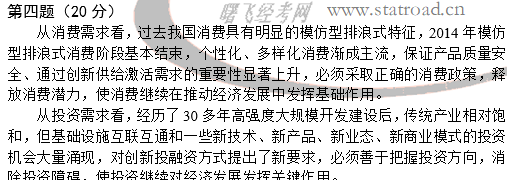 第四题（20 分）
曙飞经考网 www.statroad.cn
从消费需求看，过去我国消费具有明显的模仿型排浪式特征，2014 年模仿
型排浪式消费阶段基本结束，个性化、多样化消费渐成主流，保证产品质量安
全、通过创新供给激活需求的重要性显著上升，必须采取正确的消费政策，释
放消费潜力，使消费继续在推动经济发展中发挥基础作用。
从投资需求看，经历了 30 多年高强度大规模开发建设后，传统产业相对饱
和，但基础设施互联互通和一些新技术、新产品、新业态、新商业模式的投资
机会大量涌现，对创新投融资方式提出了新要求，必须善于把握投资方向，消
除投资障碍，使投资继续对经济发展发挥关键作用。